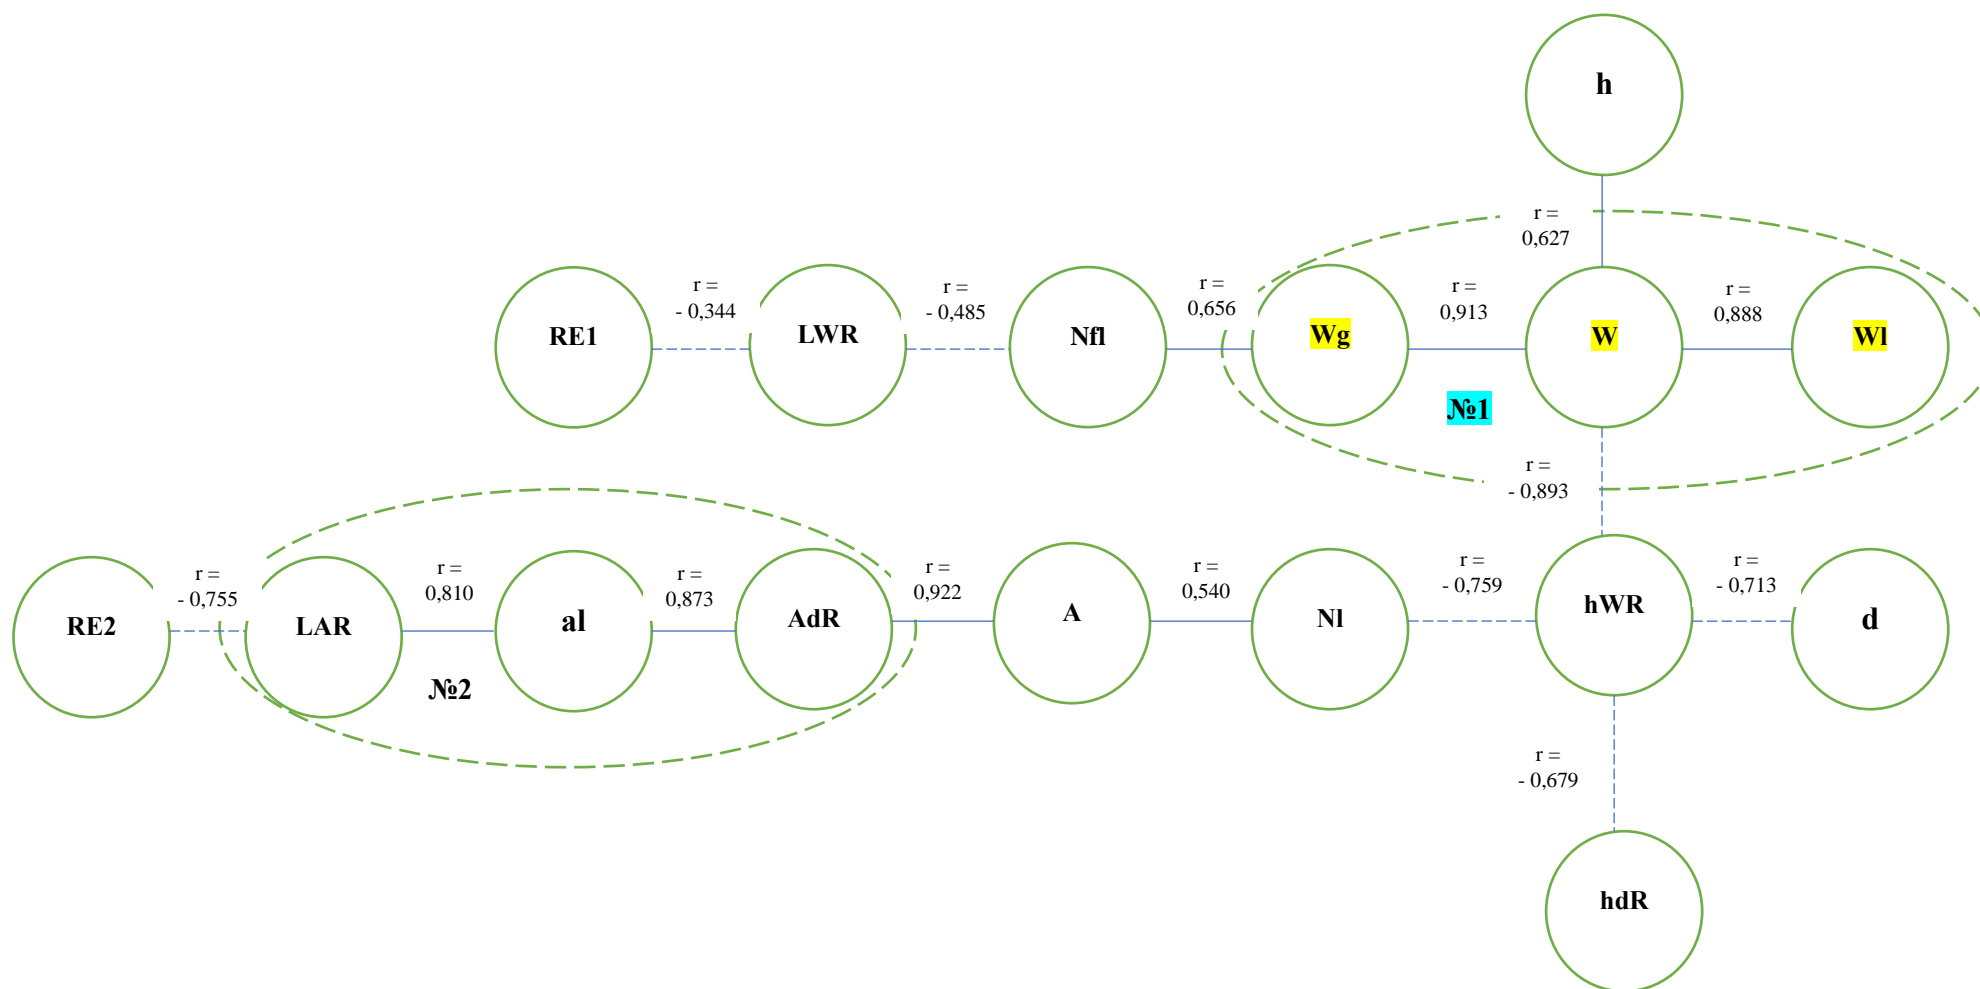 h
r =
0,627
r =
- 0,344
r =
- 0,485
r =
0,656
r =
0,913
r =
0,888
RE1
LWR
Nfl
Wg
W
Wl
№1
r =
- 0,893
r =
- 0,755
r =
0,810
r =
0,873
r =
0,922
r =
0,540
r =
- 0,759
r =
- 0,713
RE2
LAR
al
AdR
A
Nl
hWR
d
№2
r =
- 0,679
hdR